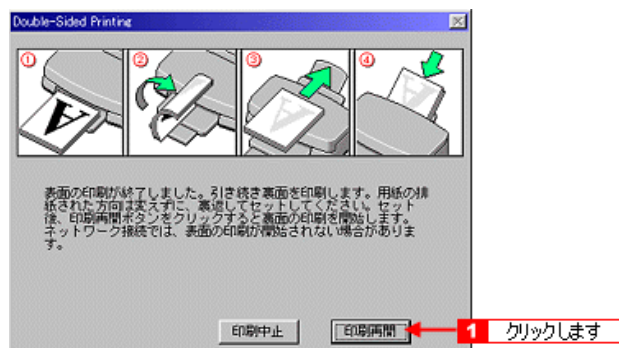 Double-Sided Printing
① ② ③ ④
A A A A
表面の印刷が終了しました。引き続き裏面を印刷します。用紙の排
紙された方向は変えずに、裏返してセットしてください。セット
後、印刷再開ボタンをクリックすると裏面の印刷を開始します。
ネットワーク接続では、表面の印刷が開始されない場合がありま
す。
印刷中止 印刷再開 1 クリックします